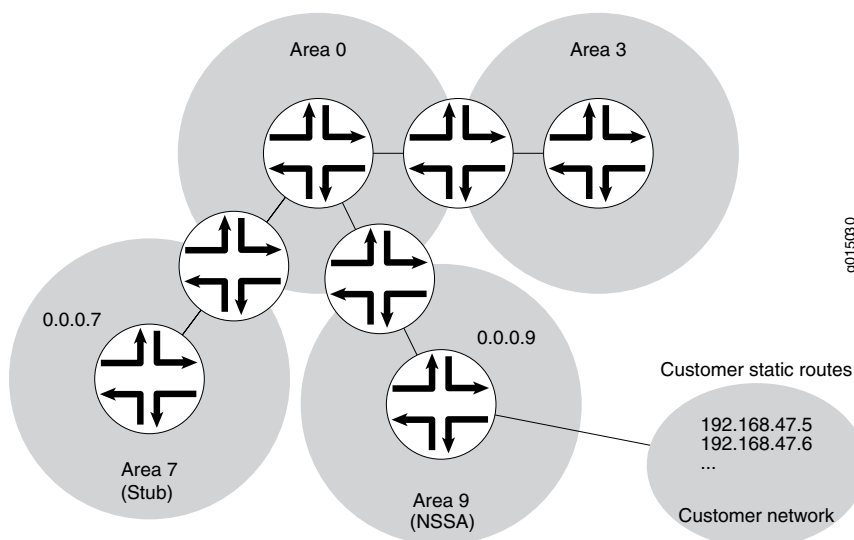 Area 0
Area 3
g015030
0.0.0.7
0.0.0.9
Customer static routes
192.168.47.5
192.168.47.6
...
Area 7
(Stub)
Area 9
(NSSA)
Customer network